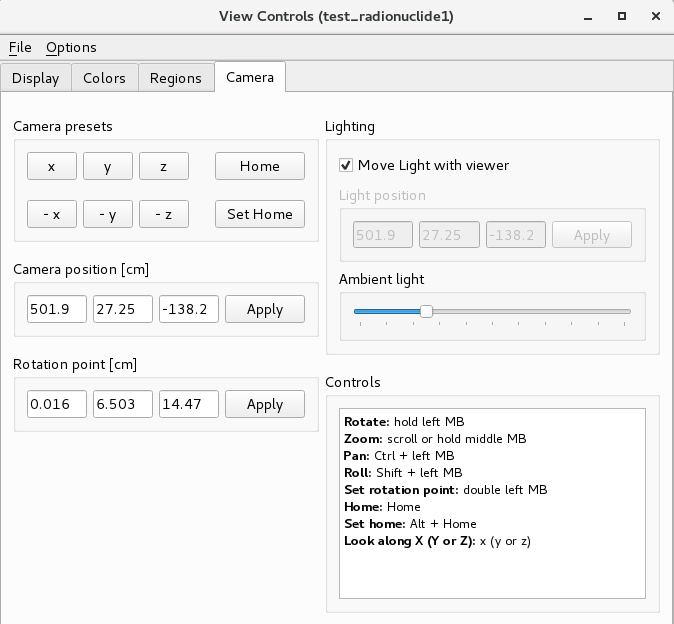 View Controls (test_radionuclide1)
File Options
Display Colors Regions Camera
Camera presets
x y z Home
- x - y - z Set Home
Camera position [cm]
501.9 27.25 -138.2 Apply
Rotation point [cm]
0.016 6.503 14.47 Apply
Lighting
Move Light with viewer
Light position
501.9 27.25 -138.2 Apply
Ambient light
Controls
Rotate: hold left MB
Zoom: scroll or hold middle MB
Pan: Ctrl + left MB
Roll: Shift + left MB
Set rotation point: double left MB
Home: Home
Set home: Alt + Home
Look along X (Y or Z): x (y or z)